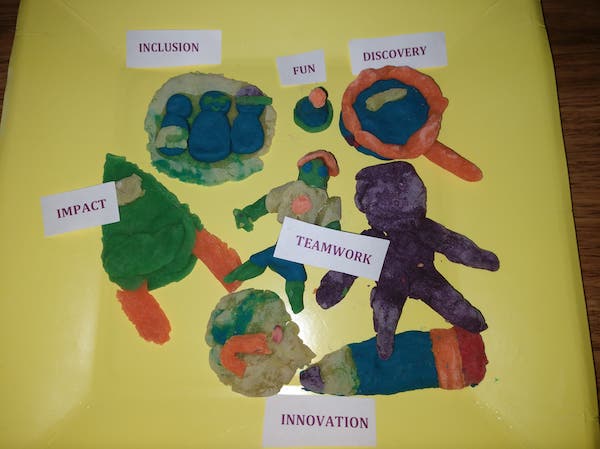 INCLUSION
FUN
DISCOVERY
IMPACT
TEAMWORK
INNOVATION